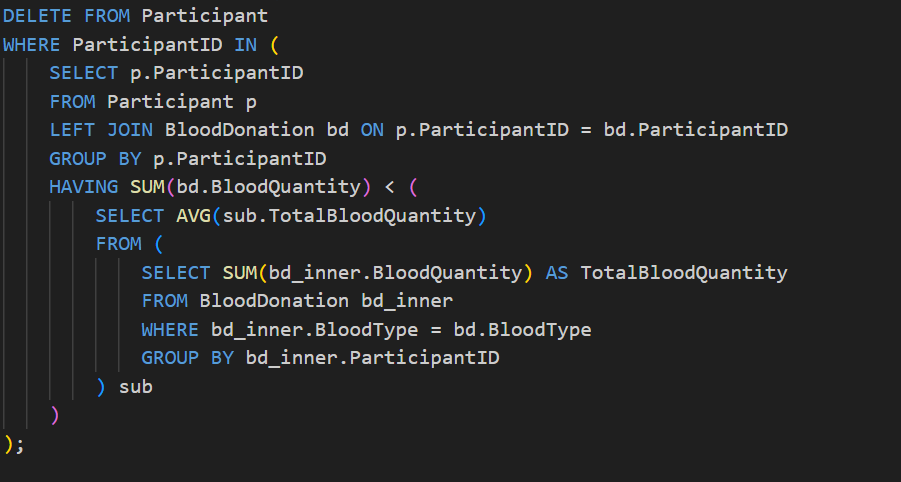 DELETE FROM Participant
WHERE ParticipantID IN (
    SELECT p.ParticipantID
    FROM Participant p
    LEFT JOIN BloodDonation bd ON p.ParticipantID = bd.ParticipantID
    GROUP BY p.ParticipantID
    HAVING SUM(bd.BloodQuantity) < (
        SELECT AVG(sub.TotalBloodQuantity)
        FROM (
            SELECT SUM(bd_inner.BloodQuantity) AS TotalBloodQuantity
            FROM BloodDonation bd_inner
            WHERE bd_inner.BloodType = bd.BloodType
            GROUP BY bd_inner.ParticipantID
        ) sub
    )
);